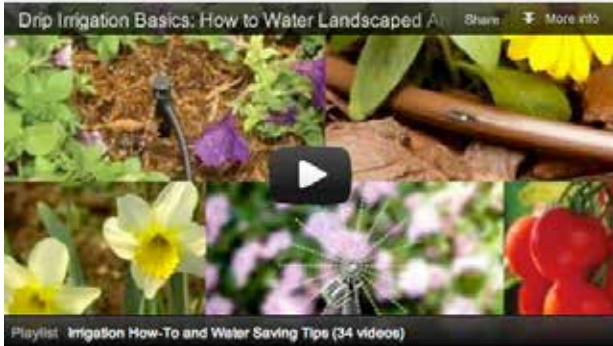 Drip Irrigation Basics: How to Water Landscaped
Share
More info
Playlist Irrigation How-To and Water Saving Tips (34 videos)